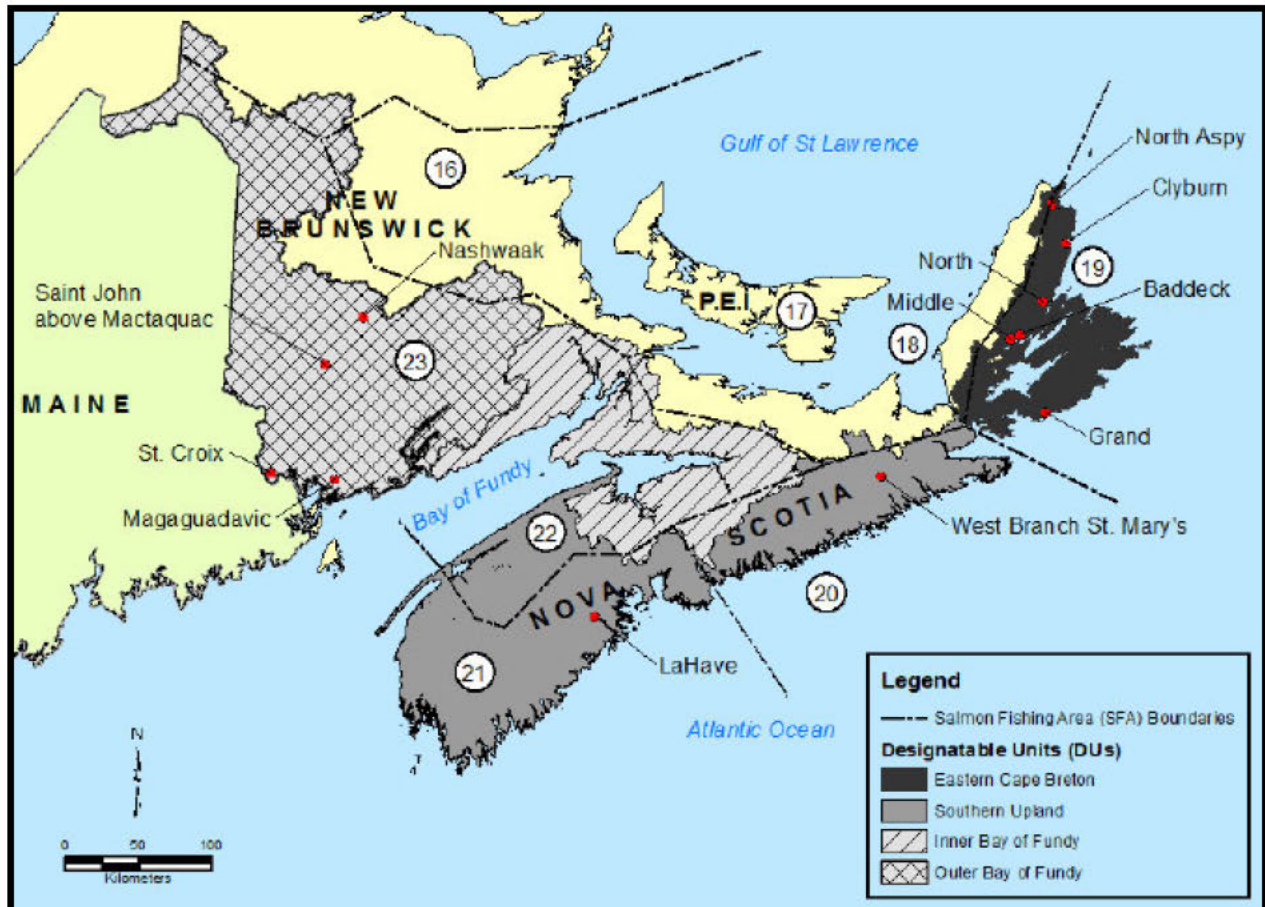 Gulf of St Lawrence
North Aspy
Clyburn
16
NEW
BRUNSWICK
Nashwaak
North
19
Middle
Baddeck
Saint John
above Mactaquac
P.E.I
17
18
23
MAINE
Grand
St. Croix
Bay of Fundy
SCOTIA
Magaguadavic
West Branch St. Mary's
22
20
NOVA
LaHave
21
Atlantic Ocean
N
0 50 100
Kilometers
Legend
Salmon Fishing Area (SFA) Boundaries
Designatable Units (DUs)
Eastern Cape Breton
Southern Upland
Inner Bay of Fundy
Outer Bay of Fundy